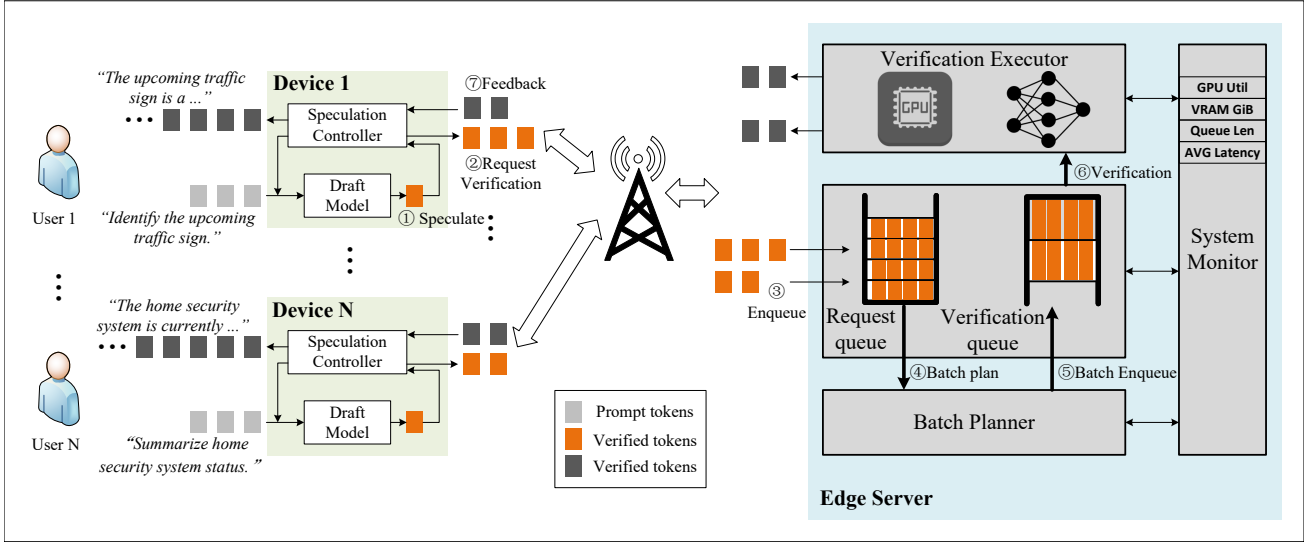 “The upcoming traffic
sign is a ...”
User 1
“Identify the upcoming
traffic sign.”
Device 1
Speculation
Controller
Draft
Model
⑦Feedback
②Request
Verification
① Speculate
“The home security
system is currently ...”
User N
“Summarize home
security system status. ”
Device N
Speculation
Controller
Draft
Model
Prompt tokens
Verified tokens
Verified tokens
③
Enqueue
Verification Executor
GPU
⑥Verification
Request
queue
Verification
queue
④Batch plan
⑤Batch Enqueue
Batch Planner
GPU Util
VRAM GiB
Queue Len
AVG Latency
System
Monitor
Edge Server